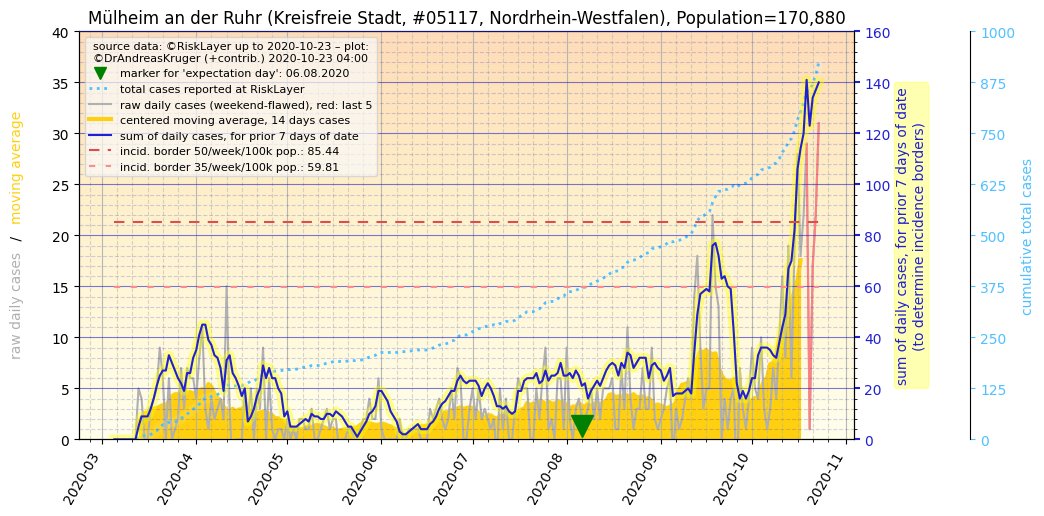 Mülheim an der Ruhr (Kreisfreie Stadt, #05117, Nordrhein-Westfalen), Population=170,880
source data: ©RiskLayer up to 2020-10-23 – plot:
©DrAndreasKruger (+contrib.) 2020-10-23 04:00
marker for 'expectation day': 06.08.2020
total cases reported at RiskLayer
raw daily cases (weekend-flawed), red: last 5
centered moving average, 14 days cases
sum of daily cases, for prior 7 days of date
incid. border 50/week/100k pop.: 85.44
incid. border 35/week/100k pop.: 59.81
raw daily cases / moving average
40
35
30
25
20
15
10
5
0
160
140
120
100
80
60
40
20
0
sum of daily cases, for prior 7 days of date
(to determine incidence borders)
1000
875
750
625
500
375
250
125
0
cumulative total cases
2020-03
2020-04
2020-05
2020-06
2020-07
2020-08
2020-09
2020-10
2020-11